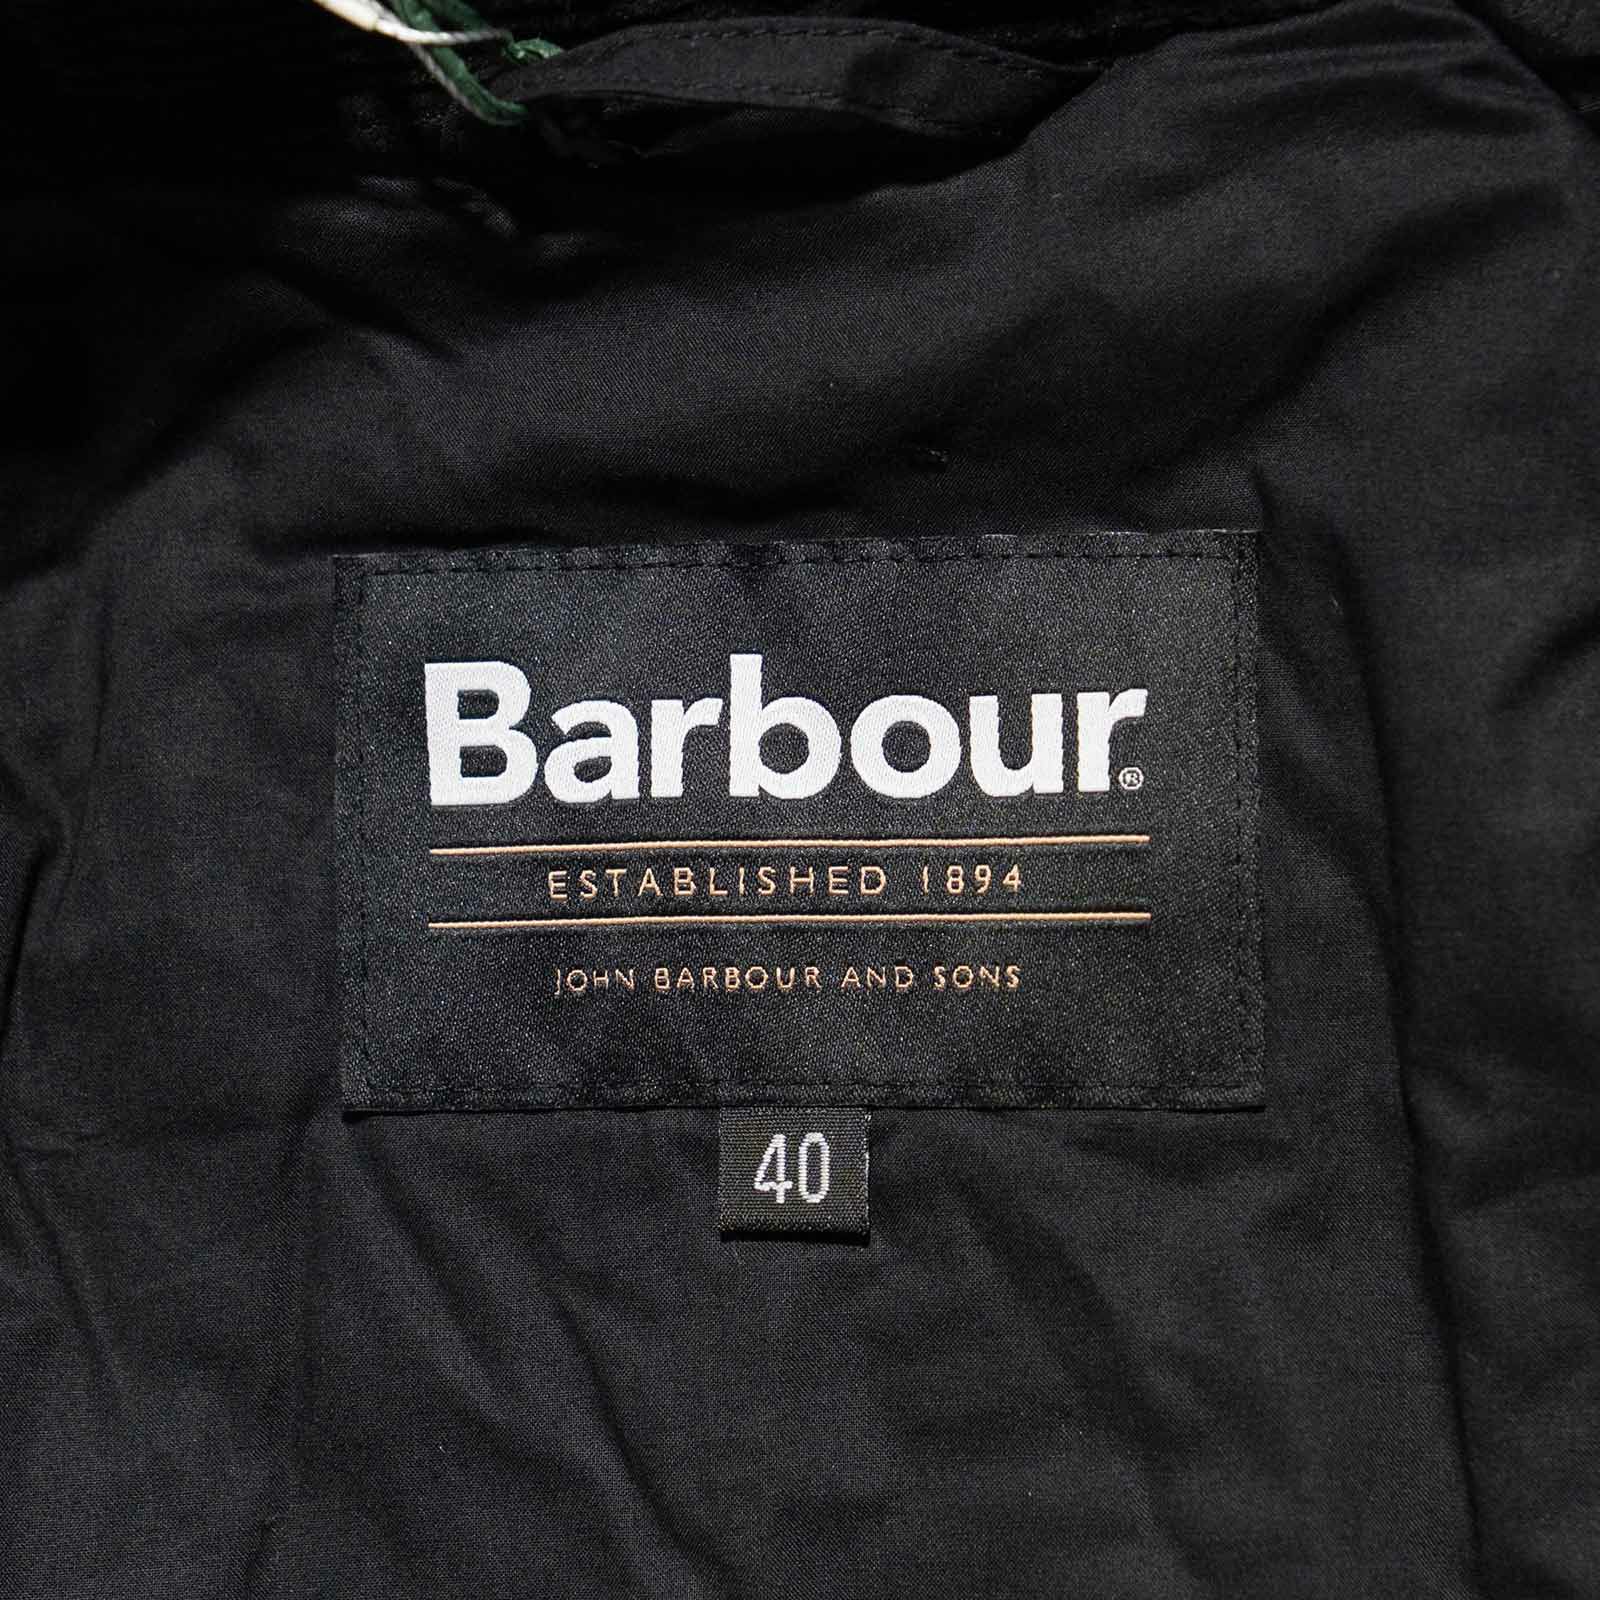 Barbour®
ESTABLISHED 1894
JOHN BARBOUR AND SONS
40